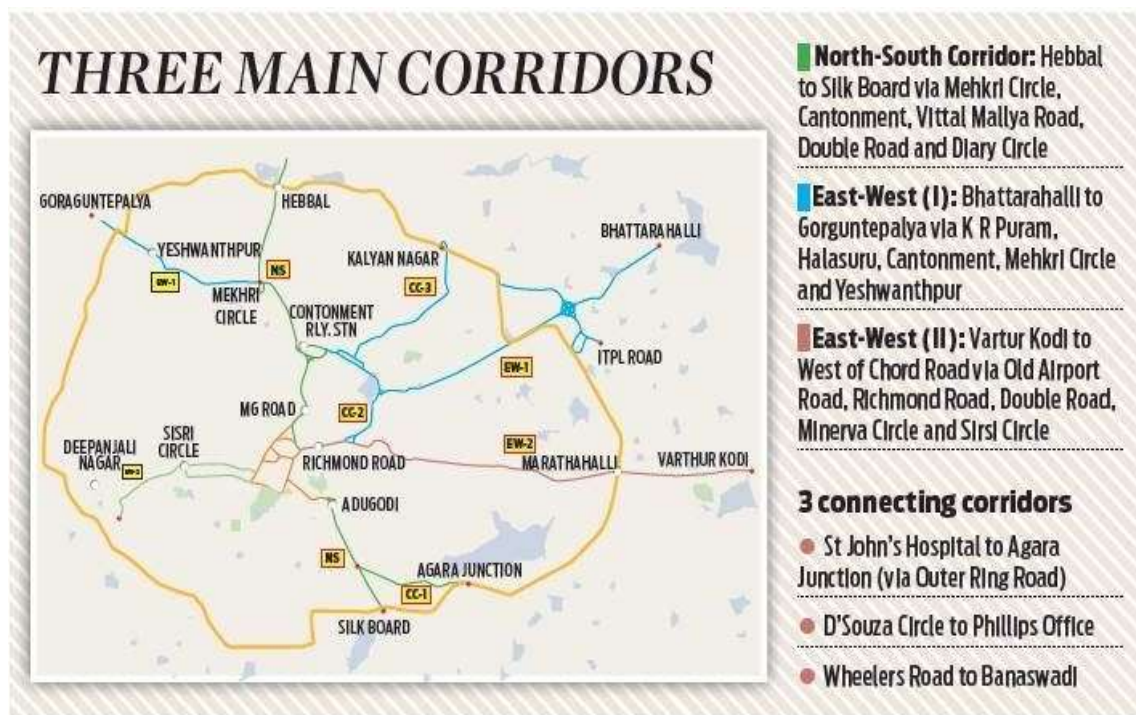 THREE MAIN CORRIDORS
GORAGUNTEPALYA
HEBBAL
YESHWANTHPUR
EW-1
NS
MEKHRI
CIRCLE
KALYAN NAGAR
CC-3
BHATTARAHALLI
CONTONMENT
RLY. STN
ITPL ROAD
EW-1
MG ROAD
CC-2
EW-2
DEEPANJALI
NAGAR
SISRI
CIRCLE
RICHMOND ROAD
MARATHAHALLI
VARTHUR KODI
ADUGODI
NS
AGARA JUNCTION
CC-1
SILK BOARD
North-South Corridor: Hebbal
to Silk Board via Mehkri Circle,
Cantonment, Vittal Mallya Road,
Double Road and Diary Circle
East-West (I): Bhattarahalli to
Gorguntepalya via K R Puram,
Halasuru, Cantonment, Mehkri Circle
and Yeshwanthpur
East-West (II): Vartur Kodi to
West of Chord Road via Old Airport
Road, Richmond Road, Double Road,
Minerva Circle and Sirsi Circle
3 connecting corridors
St John's Hospital to Agara
Junction (via Outer Ring Road)
D'Souza Circle to Phillips Office
Wheelers Road to Banaswadi